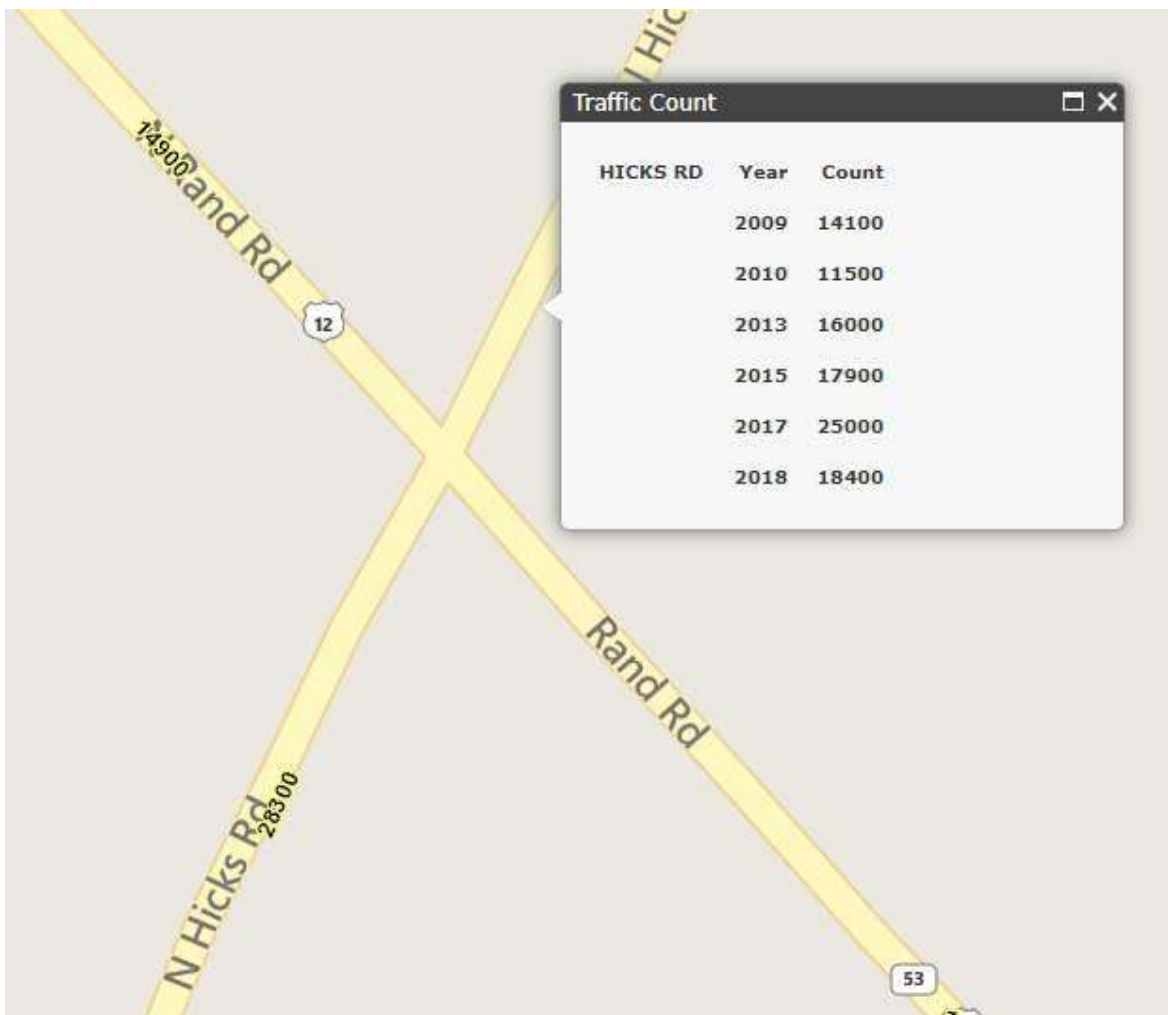 N Hic
Traffic Count
HICKS RD Year Count
2009 14100
2010 11500
2013 16000
2015 17900
2017 25000
2018 18400
14900
N Rand Rd
12
Rand Rd
28300
N Hicks Rd
53